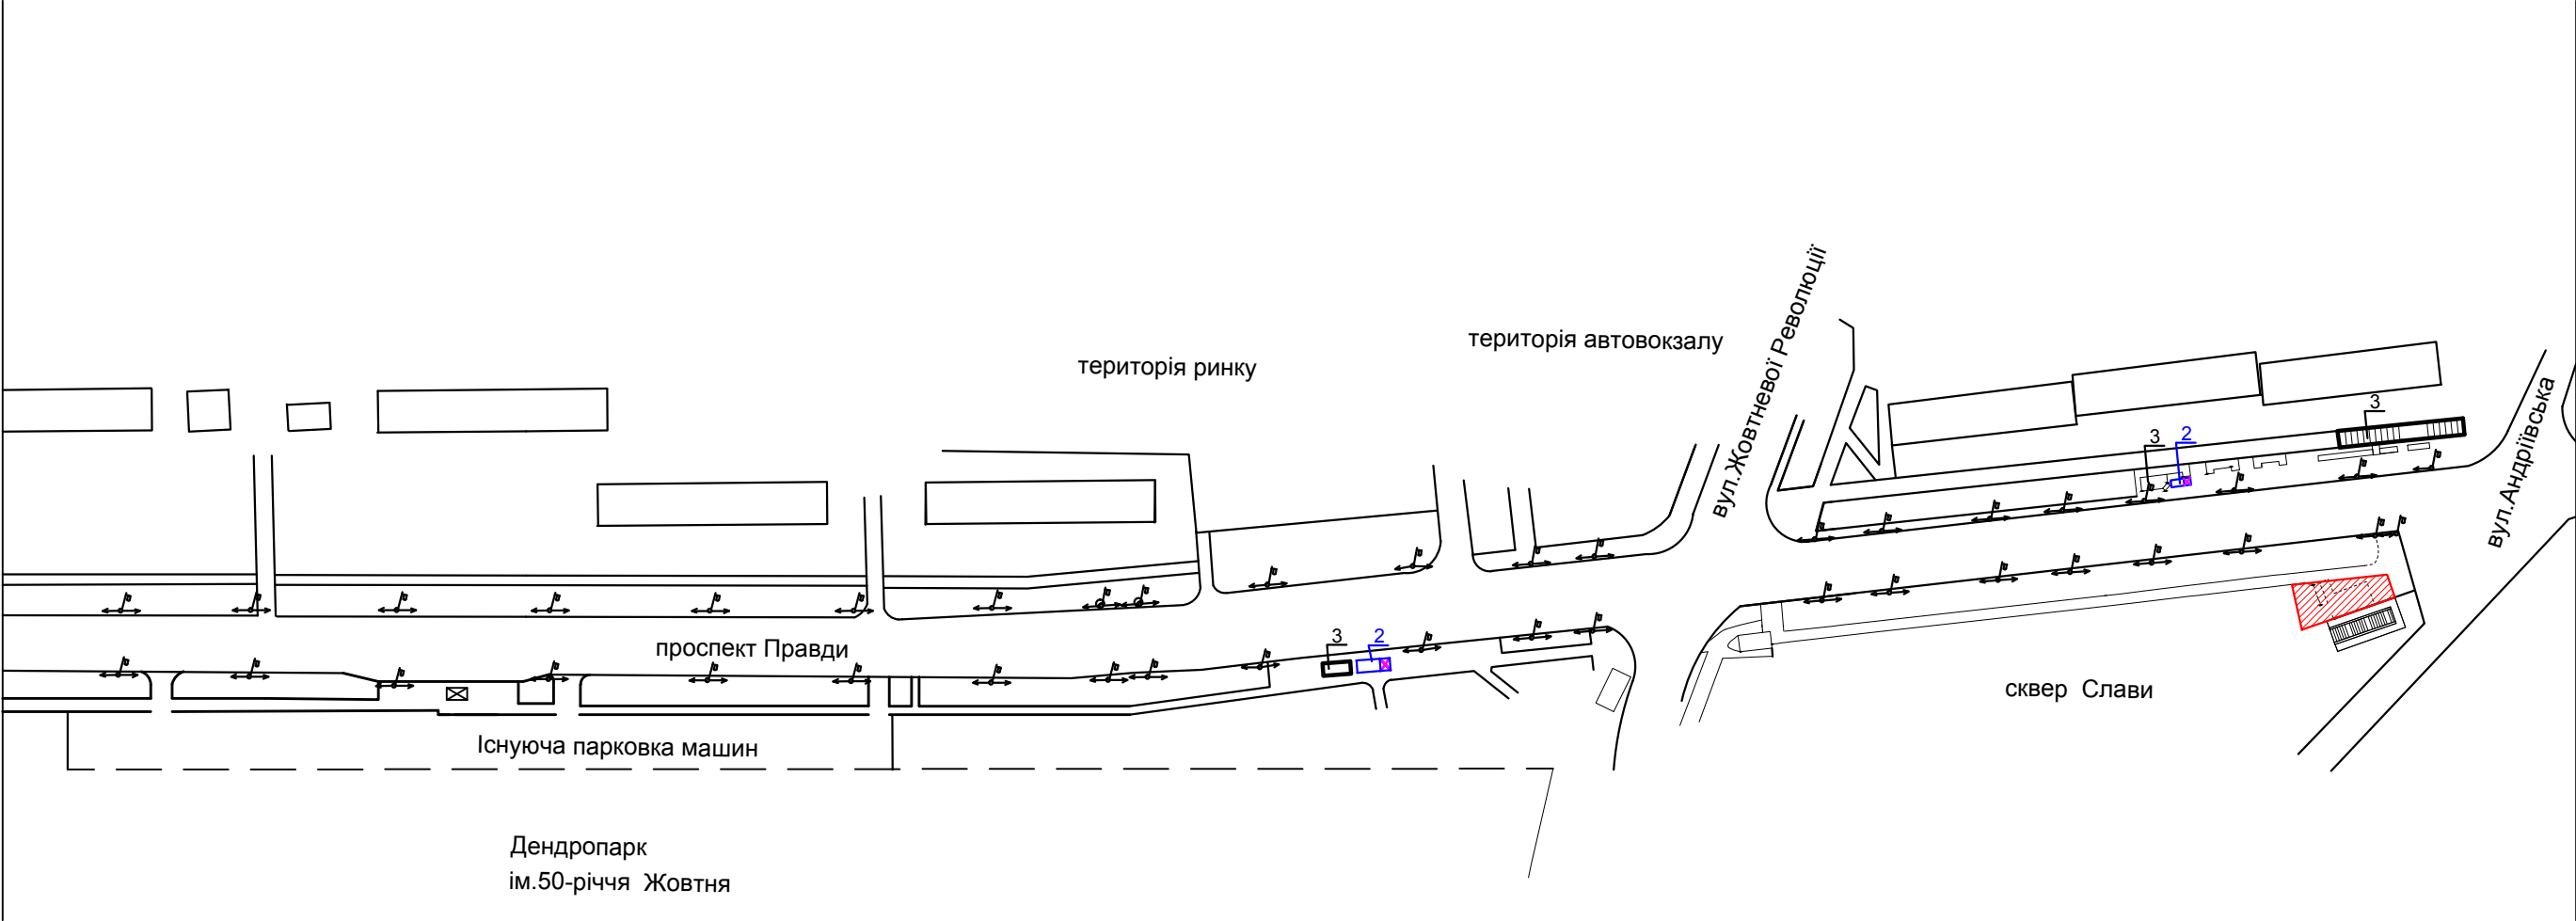 вул.Жовтневої Революції
територія автовокзалу
територія ринку
вул.Андріївська
3
3
2
проспект Правди
3
2
сквер Слави
Існуюча парковка машин
Дендропарк
ім.50-річчя Жовтня